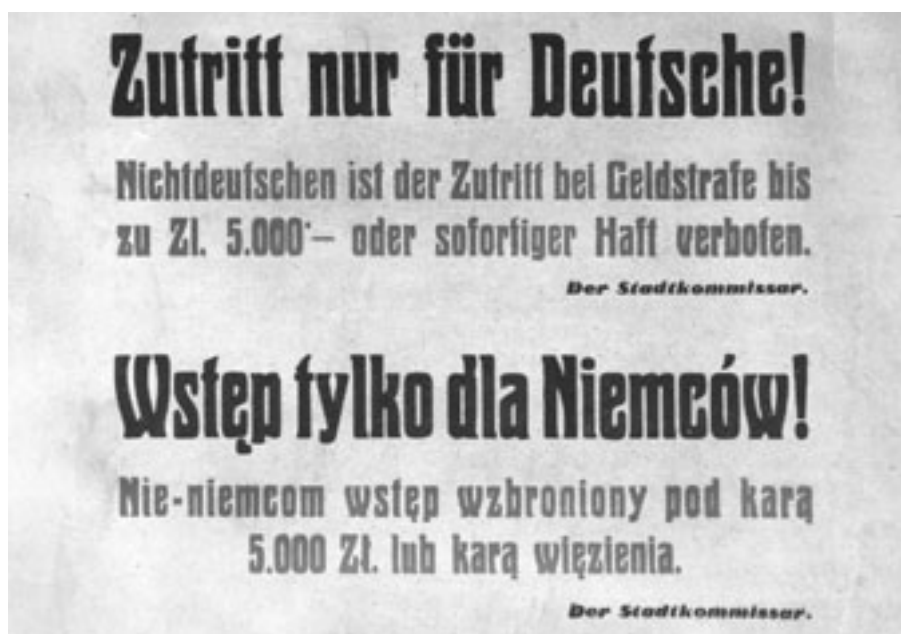 Zutritt nur für Deutsche!
Nichtdeutschen ist der Zutritt bei Geldstrafe bis
zu Zl. 5.000·– oder sofortiger Haft verboten.
Der Stadtkommissar.
Wstęp tylko dla Niemców!
Nie-niemcom wstęp wzbroniony pod karą
5.000 Zł. lub karą więzienia.
Der Stadtkommissar.